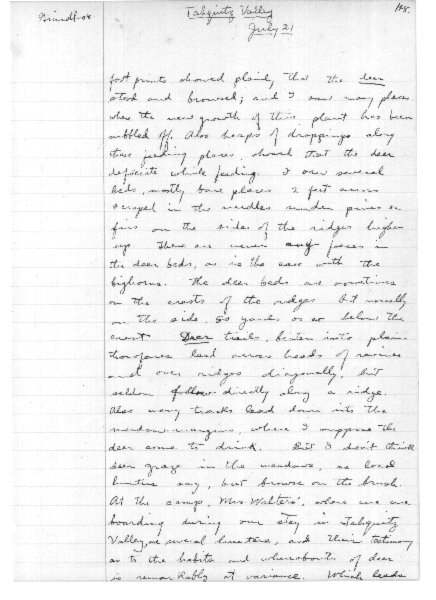 Grinnell-08
Tahquitz Valley
148.
July 21
foot prints showed plainly that the deer
stood and browsed; and I saw many places
where the new growth of this plant has been
nibbled off. Also heaps of droppings along
these feeding places, showed that the deer
deficate while feeding. I saw several
beds, mostly bare places 2 feet across
scraped in the needles under pines or
firs on the sides of the ridges higher
up. There are never any faeces in
the deer beds, as is the case with the
bighorns. The deer beds are sometimes
on the crests of the ridges but usually
on the side, 50 yards or so below the
crest. Deer trails, beaten into plain
thorofares lead across heads of ravines
and over ridges diagonally, but
seldom follow directly along a ridge.
Also many tracks lead down into the
meadow-margins, where I suppose the
deer come to drink. But I don't think
deer graze in the meadows, as local
hunters say, but browse on the brush.
At the camp, Mrs. Walters', where we are
boarding during our stay in Tahquitz
Valley, are several hunters, and their testimony
as to the habits and whereabouts of deer
is remarkably at variance. Which leads